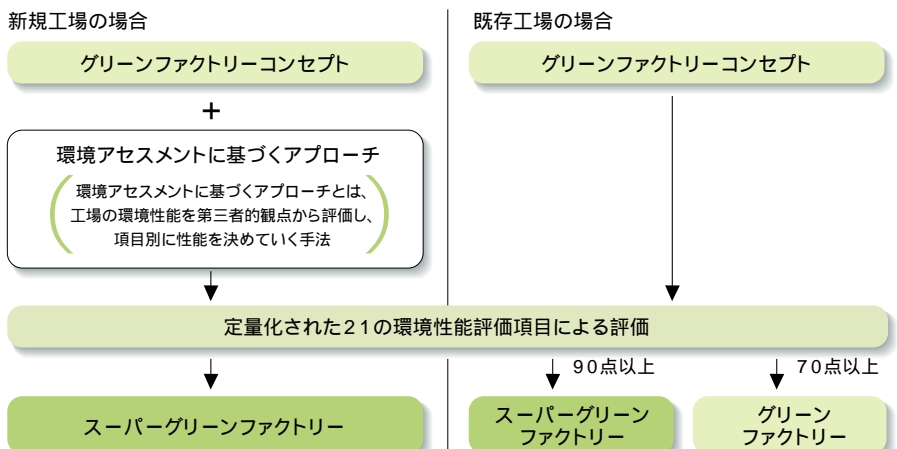 新規工場の場合
グリーンファクトリーコンセプト
+
環境アセスメントに基づくアプローチ
環境アセスメントに基づくアプローチとは、
工場の環境性能を第三者的観点から評価し、
項目別に性能を決めていく手法
既存工場の場合
グリーンファクトリーコンセプト
定量化された21の環境性能評価項目による評価
スーパーグリーンファクトリー
90点以上
スーパーグリーン
ファクトリー
70点以上
グリーン
ファクトリー